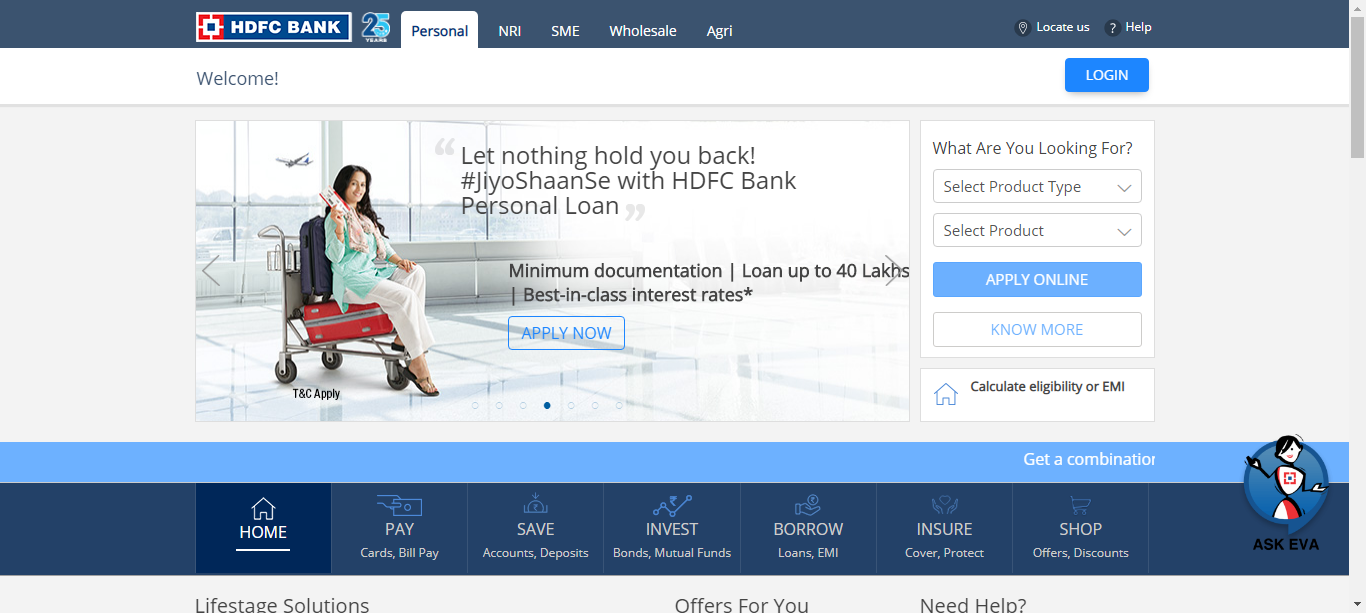 HDFC BANK
25
YEARS
Personal
NRI
SME
Wholesale
Agri
Locate us
? Help
Welcome!
LOGIN
“ Let nothing hold you back!
#JiyoShaanSe with HDFC Bank
Personal Loan ”
Minimum documentation | Loan up to 40 Lakhs
| Best-in-class interest rates*
APPLY NOW
T&C Apply
What Are You Looking For?
Select Product Type
Select Product
APPLY ONLINE
KNOW MORE
Calculate eligibility or EMI
Get a combination
HOME
PAY
Cards, Bill Pay
SAVE
Accounts, Deposits
INVEST
Bonds, Mutual Funds
BORROW
Loans, EMI
INSURE
Cover, Protect
SHOP
Offers, Discounts
ASK EVA
Lifestage Solutions
Offers For You
Need Help?